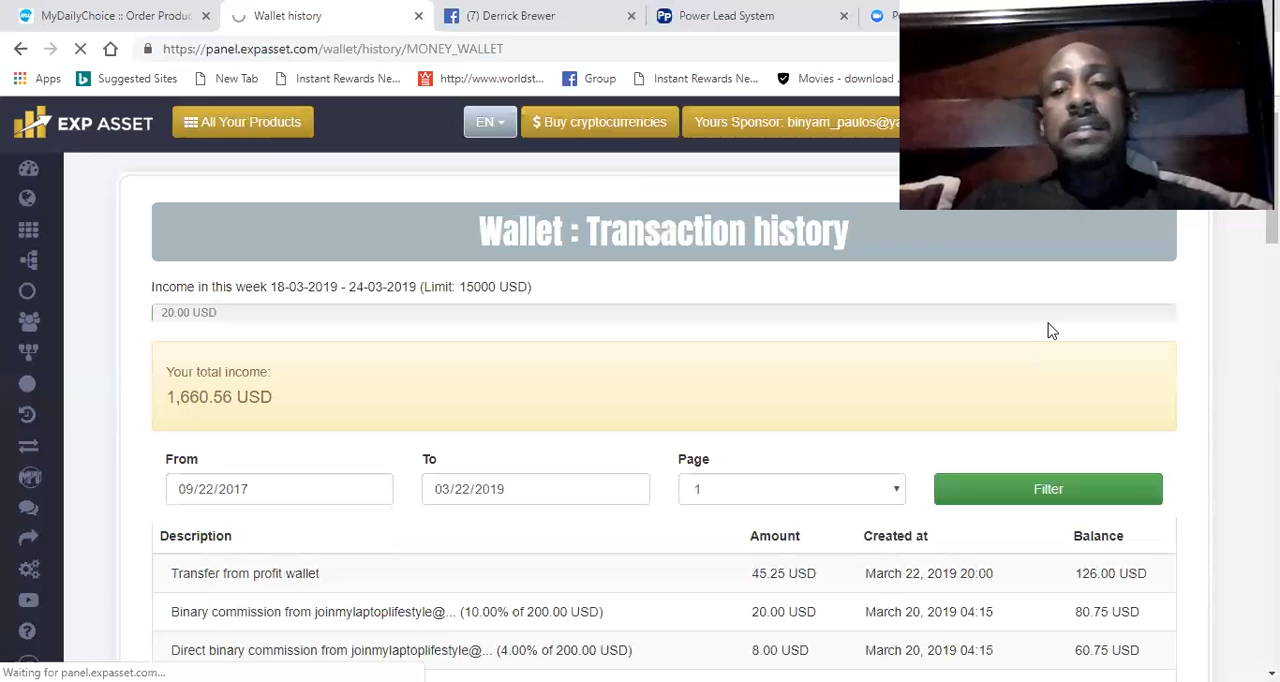 MyDailyChoice :: Order Produc
Wallet history
(7) Derrick Brewer
Power Lead System
https://panel.expasset.com/wallet/history/MONEY_WALLET
Apps
Suggested Sites
New Tab
Instant Rewards Ne...
http://www.worldst...
Group
Instant Rewards Ne...
Movies - download
EXP ASSET
All Your Products
EN
$ Buy cryptocurrencies
Yours Sponsor: binyam_paulos@ya
Wallet : Transaction history
Income in this week 18-03-2019 - 24-03-2019 (Limit: 15000 USD)
20.00 USD
Your total income:
1,660.56 USD
From To Page
09/22/2017 03/22/2019 1 Filter
Description Amount Created at Balance
Transfer from profit wallet 45.25 USD March 22, 2019 20:00 126.00 USD
Binary commission from joinmylaptoplifestyle@... (10.00% of 200.00 USD) 20.00 USD March 20, 2019 04:15 80.75 USD
Direct binary commission from joinmylaptoplifestyle@... (4.00% of 200.00 USD) 8.00 USD March 20, 2019 04:15 60.75 USD
Waiting for panel.expasset.com...